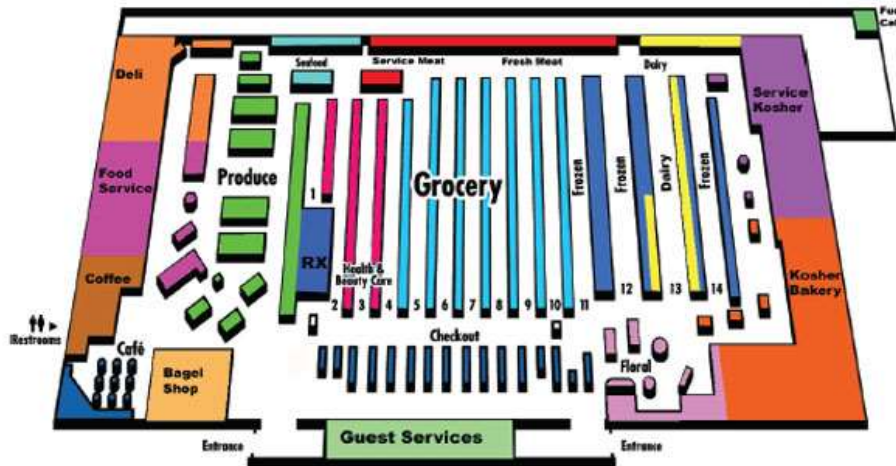 Fuel
Deli
Seafood
Service Meat
Fresh Meat
Dairy
Service
Kosher
Food
Service
Produce
1
Grocery
Frozen
Frozen
Dairy
Frozen
RX
Health &
Beauty Care
Coffee
Kosher
Bakery
2
3
4
5
6
7
8
9
10
11
12
13
14
Restrooms
Café
Checkout
Floral
Bagel
Shop
Guest Services
Entrance
Entrance